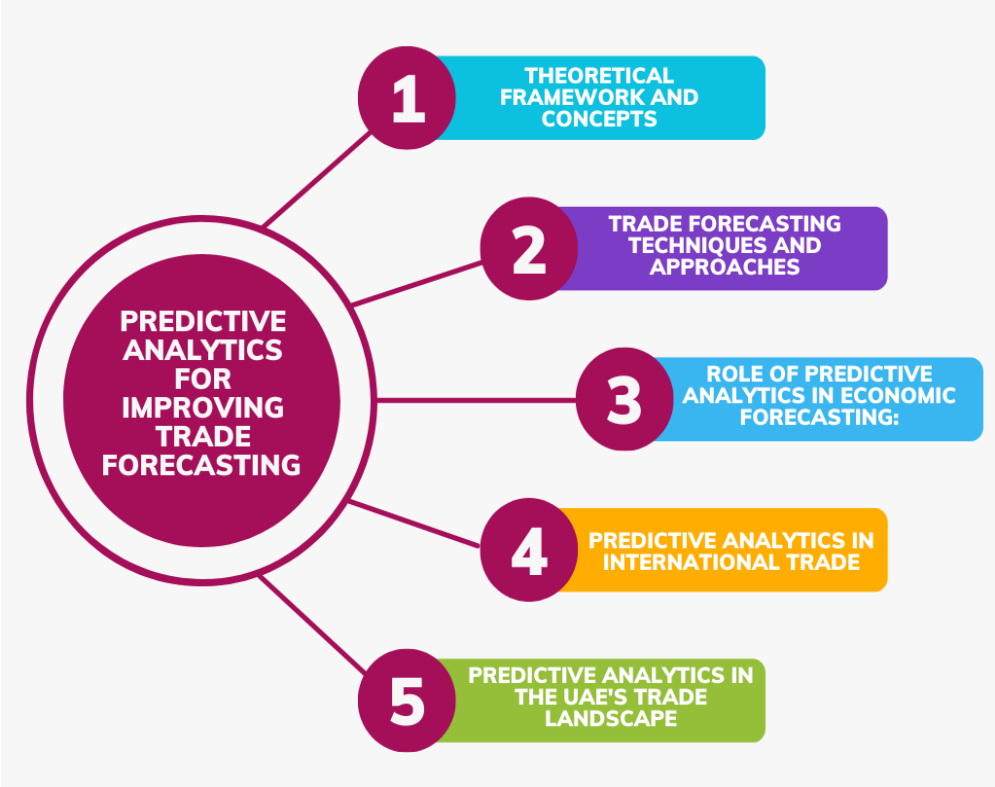 PREDICTIVE
ANALYTICS
FOR
IMPROVING
TRADE
FORECASTING
1
THEORETICAL
FRAMEWORK AND
CONCEPTS
2
TRADE FORECASTING
TECHNIQUES AND
APPROACHES
3
ROLE OF PREDICTIVE
ANALYTICS IN ECONOMIC
FORECASTING:
4
PREDICTIVE ANALYTICS IN
INTERNATIONAL TRADE
5
PREDICTIVE ANALYTICS IN
THE UAE'S TRADE
LANDSCAPE